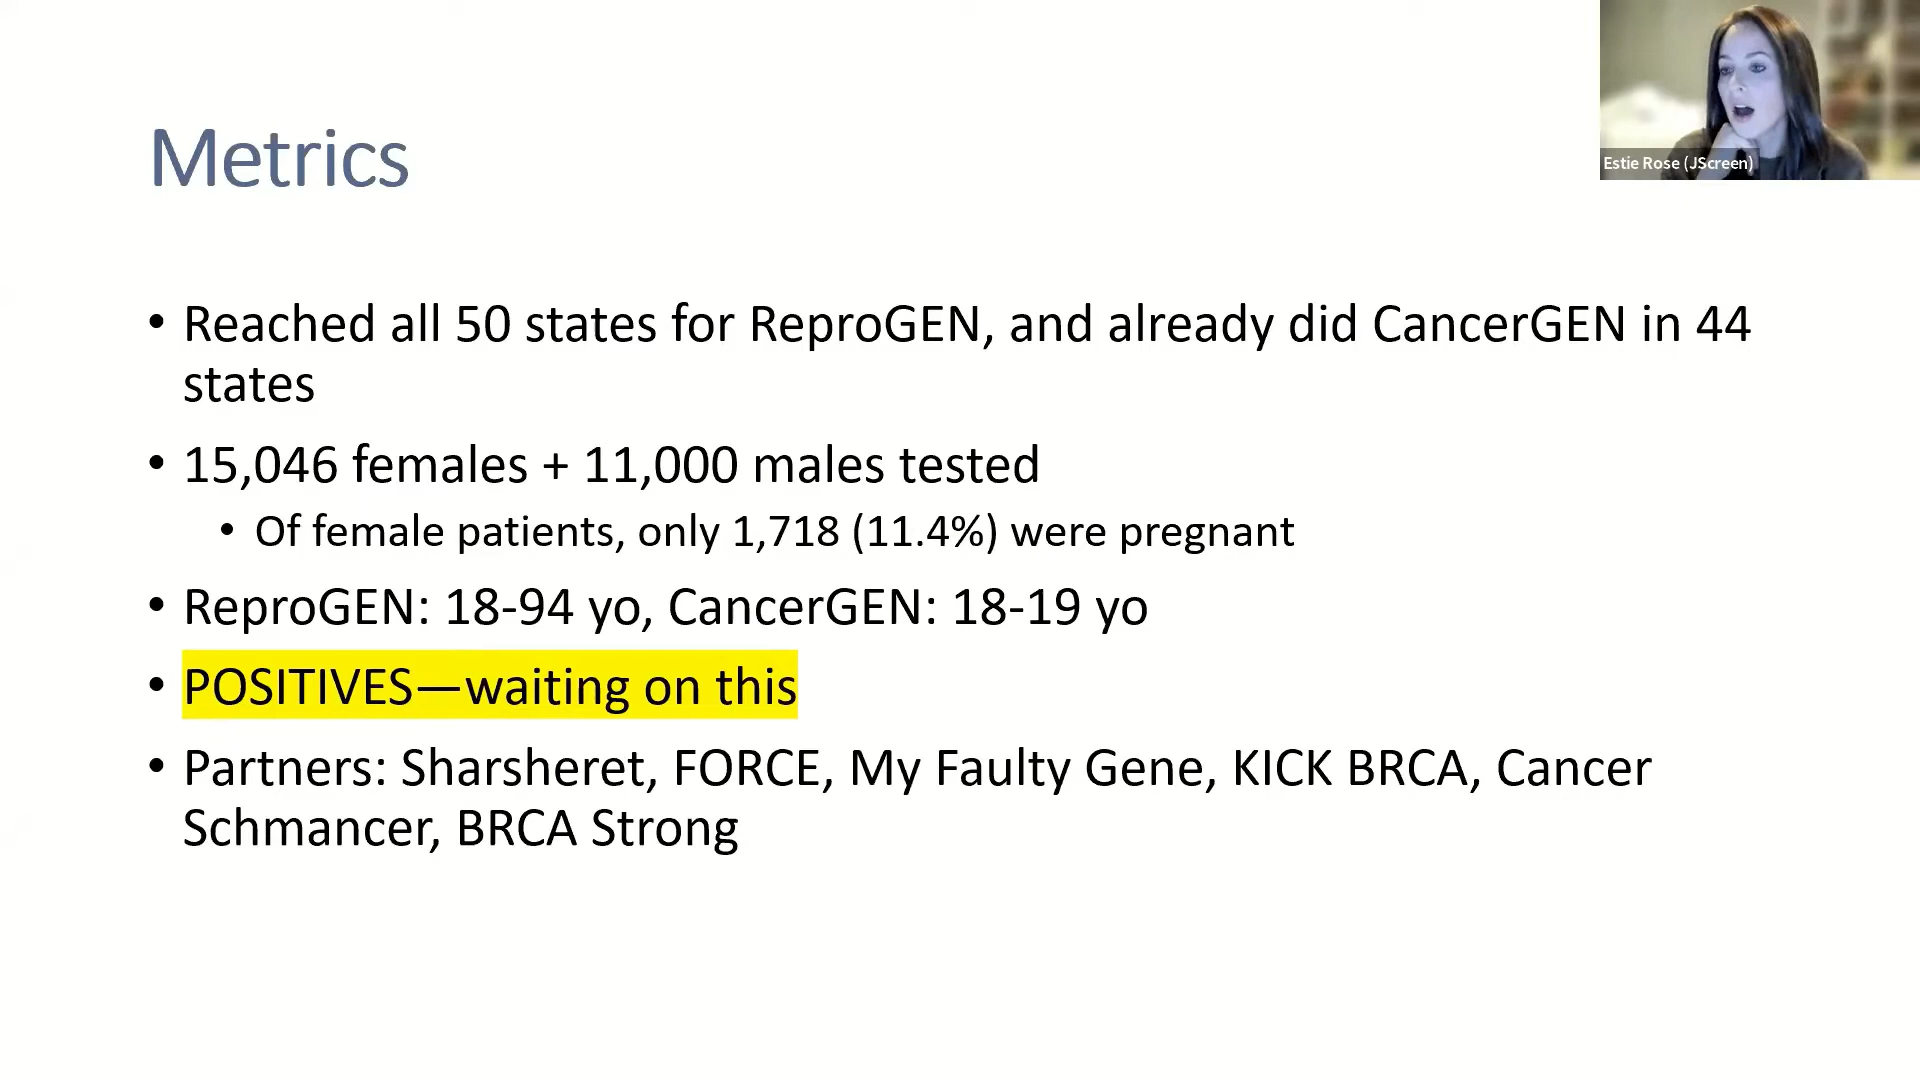 Estie Rose (JScreen)
Metrics
• Reached all 50 states for ReproGEN, and already did CancerGEN in 44
states
• 15,046 females + 11,000 males tested
• Of female patients, only 1,718 (11.4%) were pregnant
• ReproGEN: 18-94 yo, CancerGEN: 18-19 yo
• POSITIVES—waiting on this
• Partners: Sharsheret, FORCE, My Faulty Gene, KICK BRCA, Cancer
Schmancer, BRCA Strong